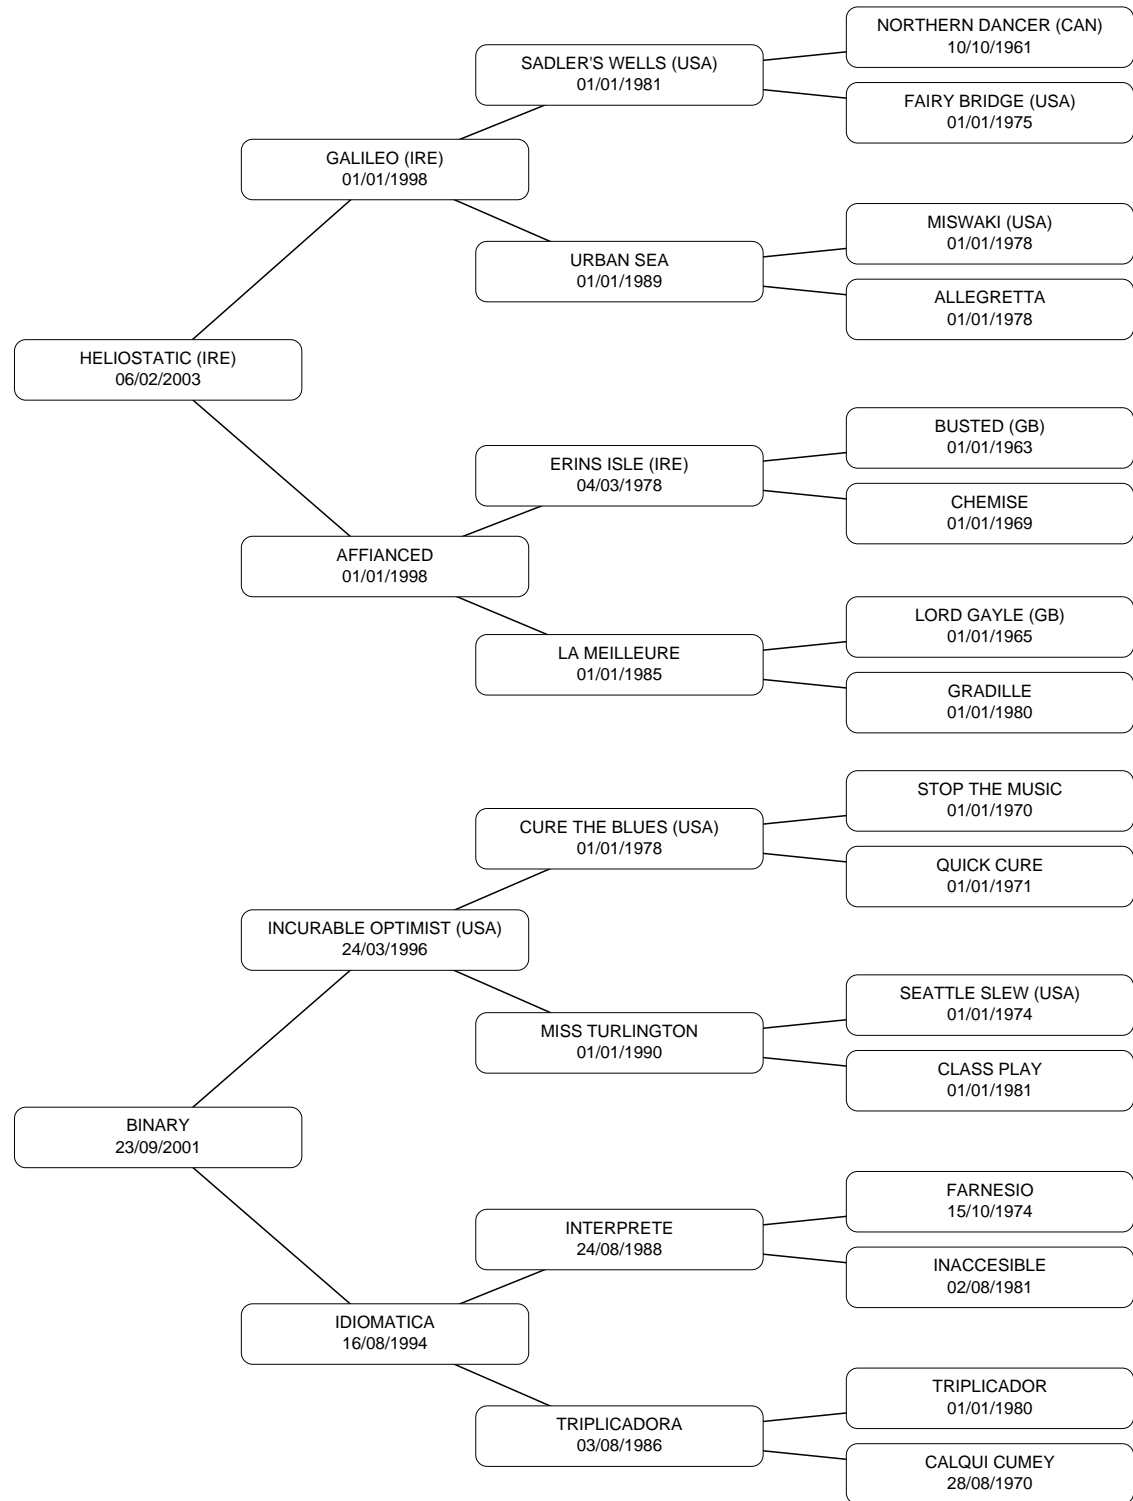 NORTHERN DANCER (CAN)
10/10/1961
SADLER'S WELLS (USA)
01/01/1981
FAIRY BRIDGE (USA)
01/01/1975
GALILEO (IRE)
01/01/1998
MISWAKI (USA)
01/01/1978
URBAN SEA
01/01/1989
ALLEGRETTA
01/01/1978
HELIOSTATIC (IRE)
06/02/2003
BUSTED (GB)
01/01/1963
ERINS ISLE (IRE)
04/03/1978
CHEMISE
01/01/1969
AFFIANCED
01/01/1998
LORD GAYLE (GB)
01/01/1965
LA MEILLEURE
01/01/1985
GRADILLE
01/01/1980
STOP THE MUSIC
01/01/1970
CURE THE BLUES (USA)
01/01/1978
QUICK CURE
01/01/1971
INCURABLE OPTIMIST (USA)
24/03/1996
SEATTLE SLEW (USA)
01/01/1974
MISS TURLINGTON
01/01/1990
CLASS PLAY
01/01/1981
BINARY
23/09/2001
FARNESIO
15/10/1974
INTERPRETE
24/08/1988
INACCESIBLE
02/08/1981
IDIOMATICA
16/08/1994
TRIPLICADOR
01/01/1980
TRIPLICADORA
03/08/1986
CALQUI CUMEY
28/08/1970